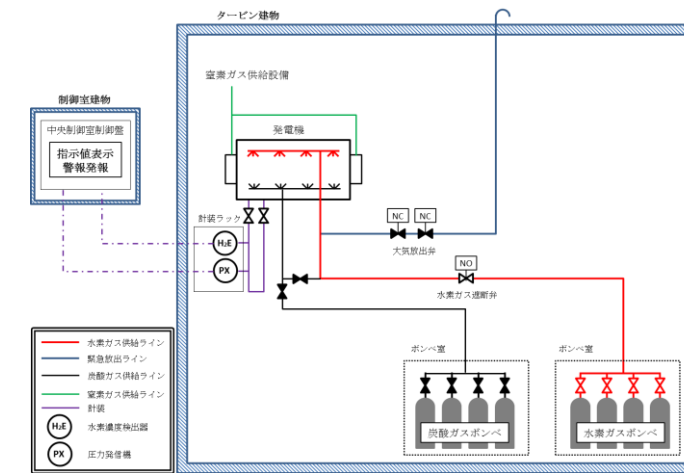 タービン建物
窒素ガス供給設備
制御室建物
中央制御室制御盤
指示値表示
警報発報
発電機
計装ラック
H₂E
PX
NC
NC
大気放出弁
NO
水素ガス遮断弁
ボンベ室
炭酸ガスボンベ
ボンベ室
水素ガスボンベ
水素ガス供給ライン
緊急放出ライン
炭酸ガス供給ライン
窒素ガス供給ライン
計装
H₂E 水素濃度検出器
PX 圧力発信機